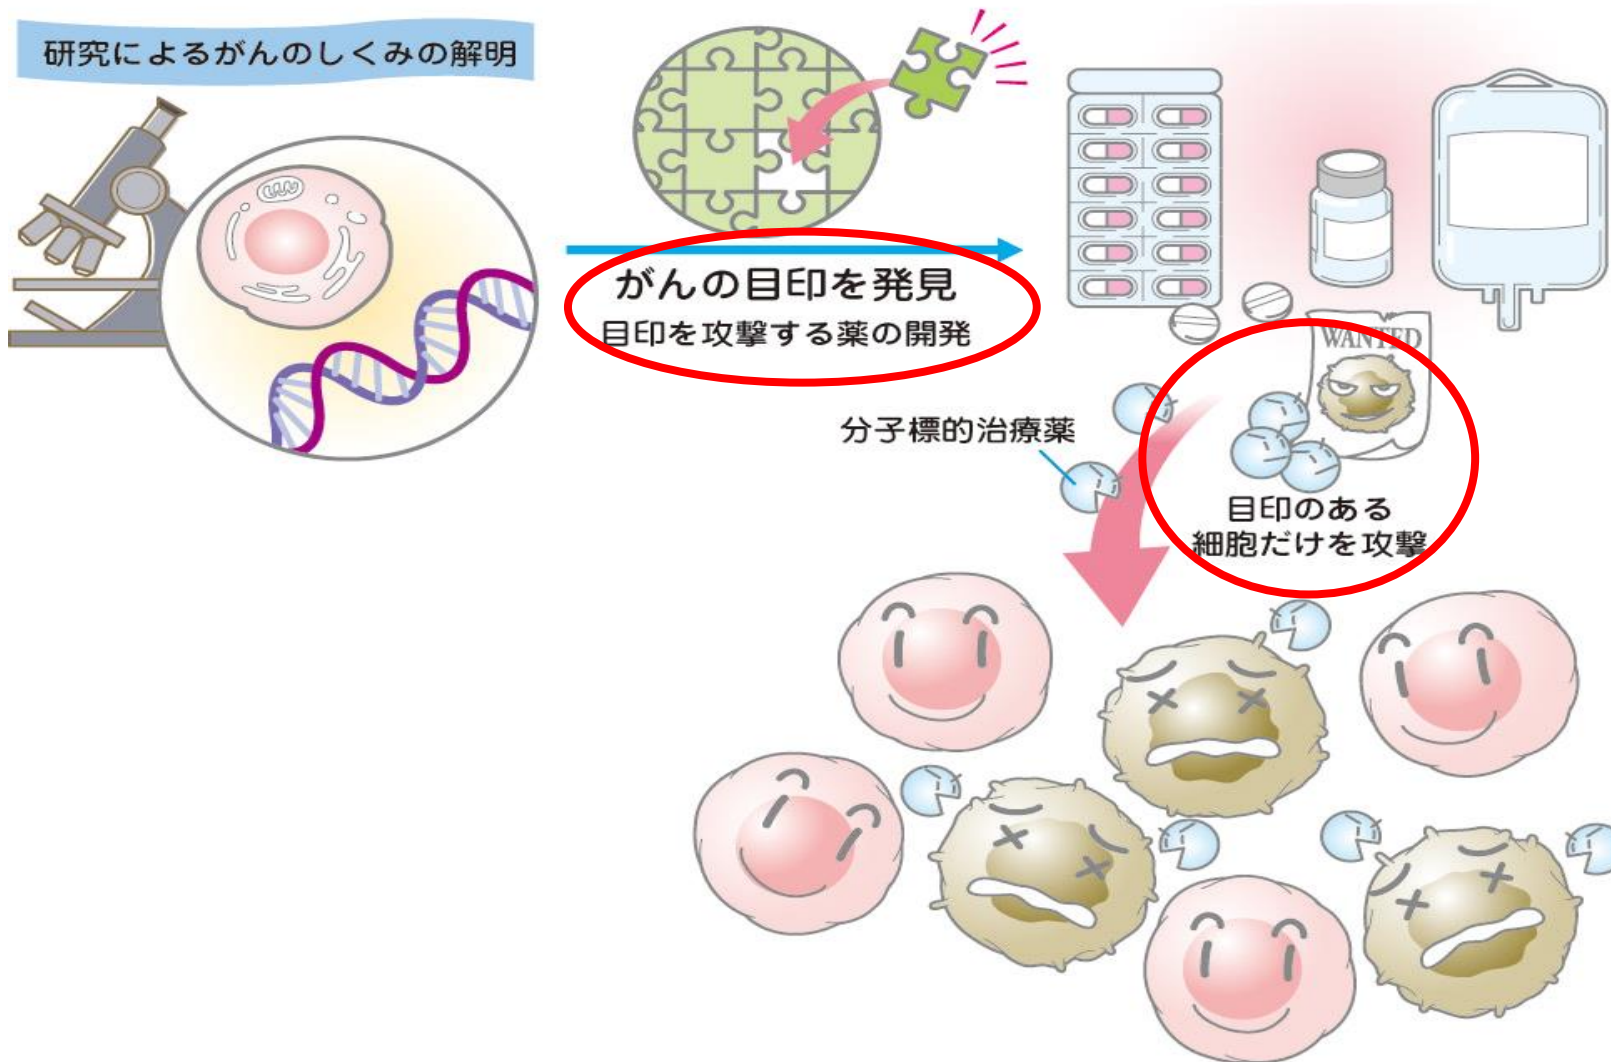 研究によるがんのしくみの解明
がんの目印を発見
目印を攻撃する薬の開発
WANTED
分子標的治療薬
目印のある
細胞だけを攻撃